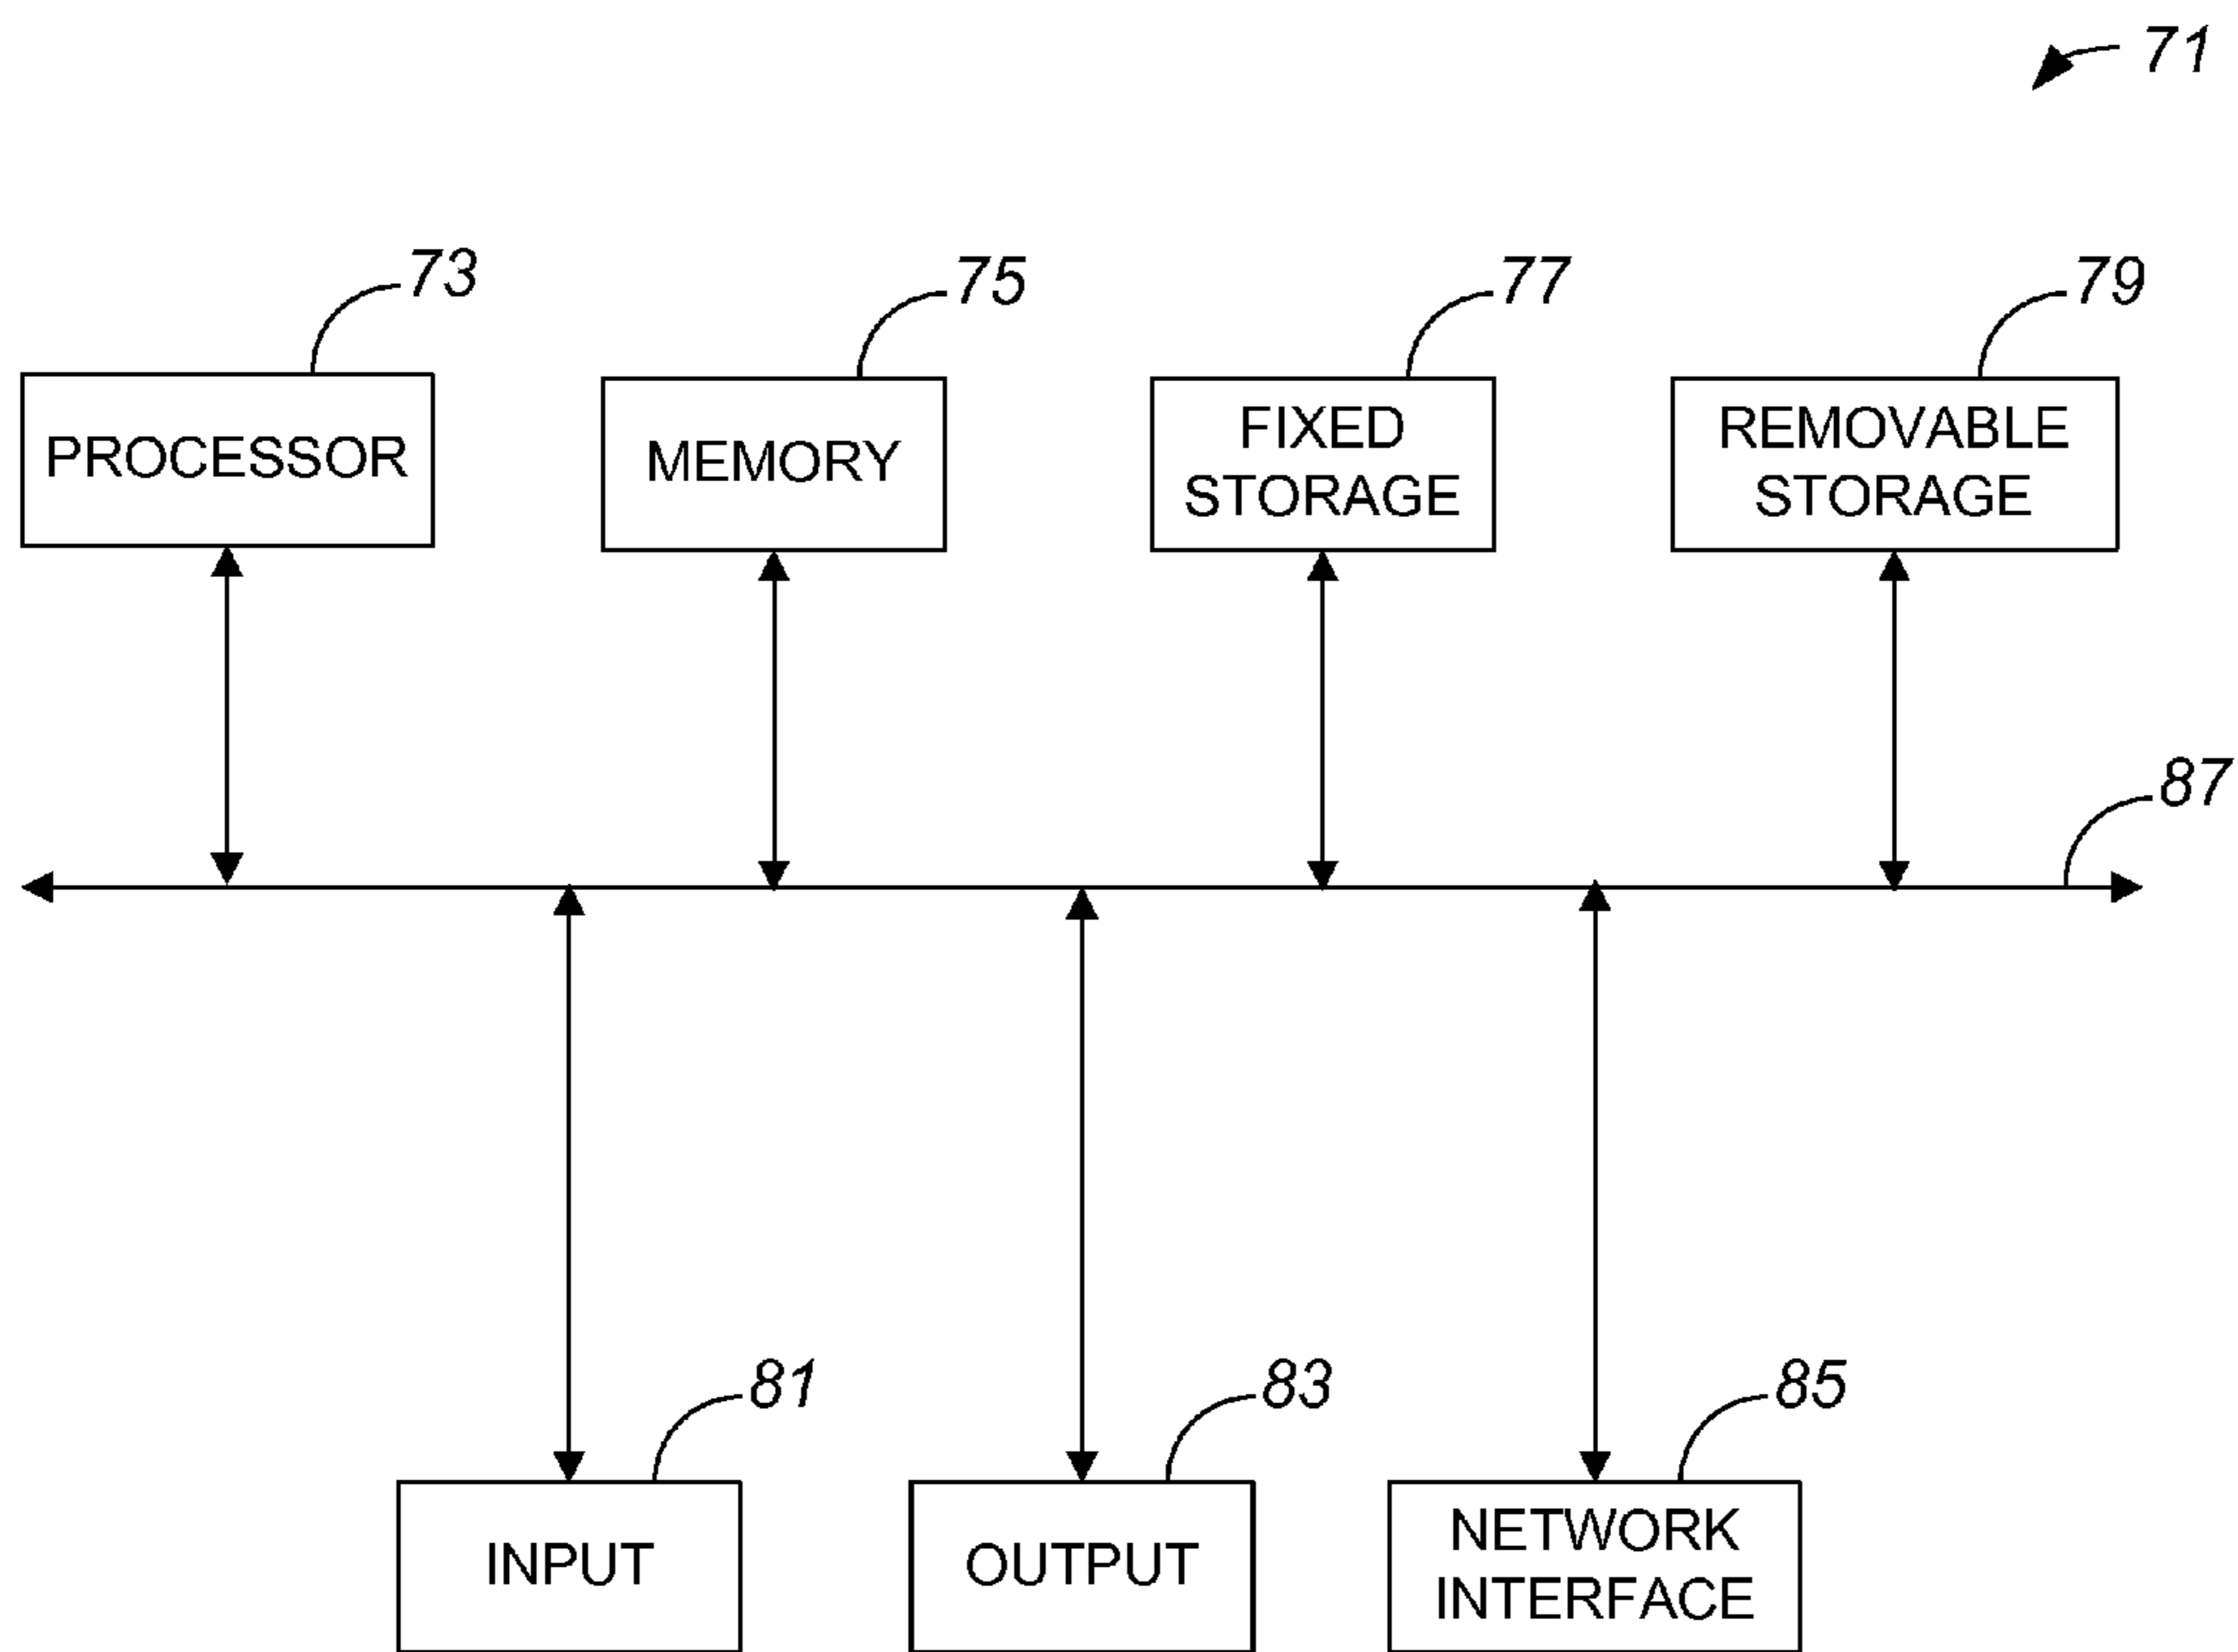 71
73
75
77
79
PROCESSOR
MEMORY
FIXED
STORAGE
REMOVABLE
STORAGE
87
81
83
85
INPUT
OUTPUT
NETWORK
INTERFACE